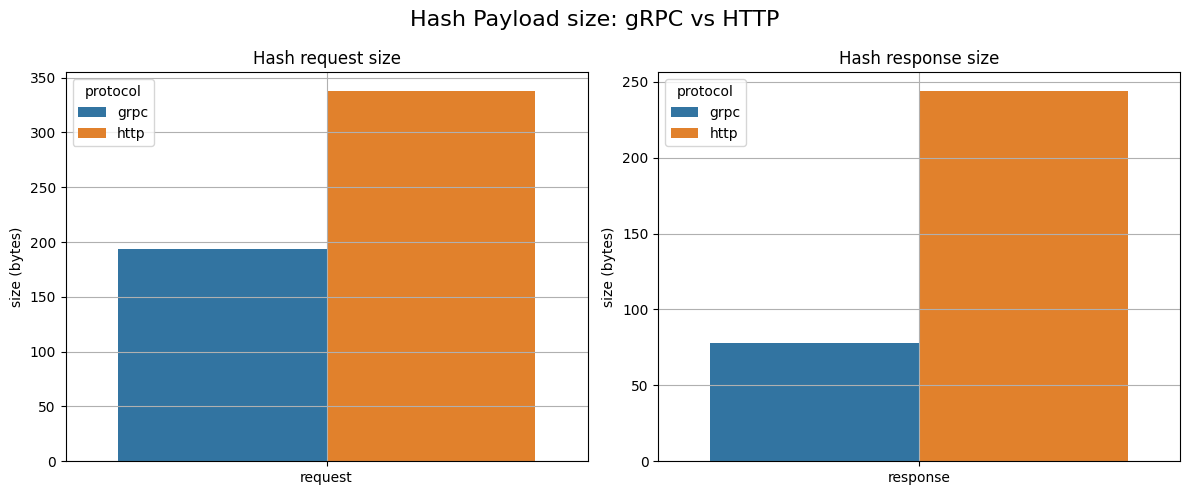 Hash Payload size: gRPC vs HTTP
Hash request size
350
300
250
200
150
100
50
0
size (bytes)
protocol
grpc
http
request
Hash response size
250
200
150
100
50
0
size (bytes)
protocol
grpc
http
response